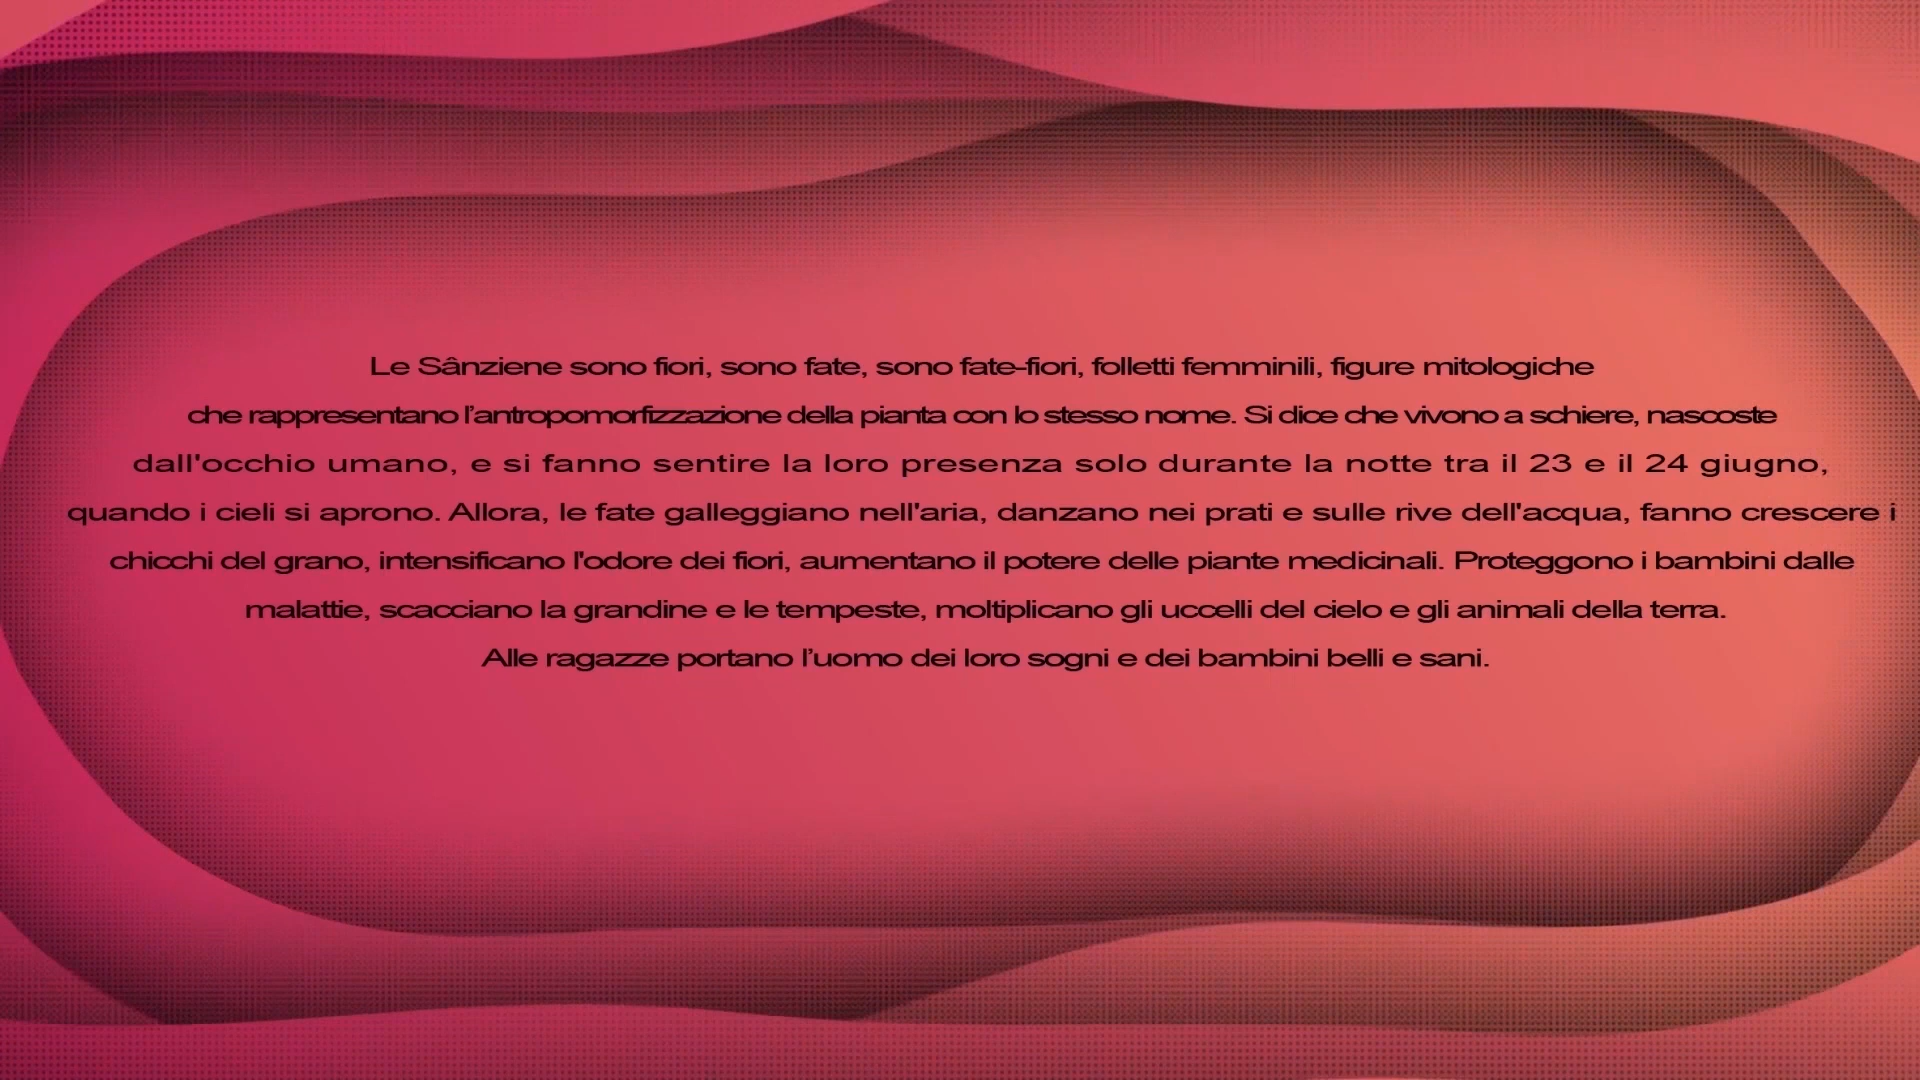 Le Sânziene sono fiori, sono fate, sono fate-fiori, folletti femminili, figure mitologiche
che rappresentano l’antropomorfizzazione della pianta con lo stesso nome. Si dice che vivono a schiere, nascoste
dall'occhio umano, e si fanno sentire la loro presenza solo durante la notte tra il 23 e il 24 giugno,
quando i cieli si aprono. Allora, le fate galleggiano nell'aria, danzano nei prati e sulle rive dell'acqua, fanno crescere i
chicchi del grano, intensificano l'odore dei fiori, aumentano il potere delle piante medicinali. Proteggono i bambini dalle
malattie, scacciano la grandine e le tempeste, moltiplicano gli uccelli del cielo e gli animali della terra.
Alle ragazze portano l’uomo dei loro sogni e dei bambini belli e sani.